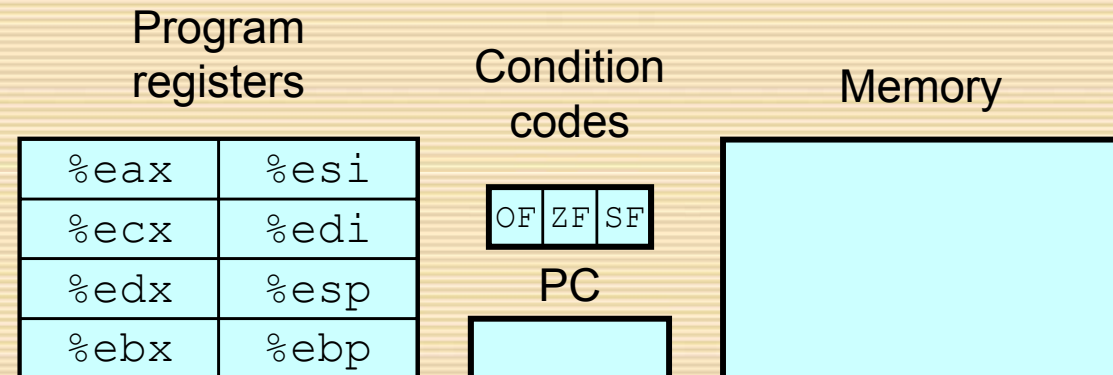 Program
registers
%eax %esi
%ecx %edi
%edx %esp
%ebx %ebp
Condition
codes
OF ZF SF
PC
Memory